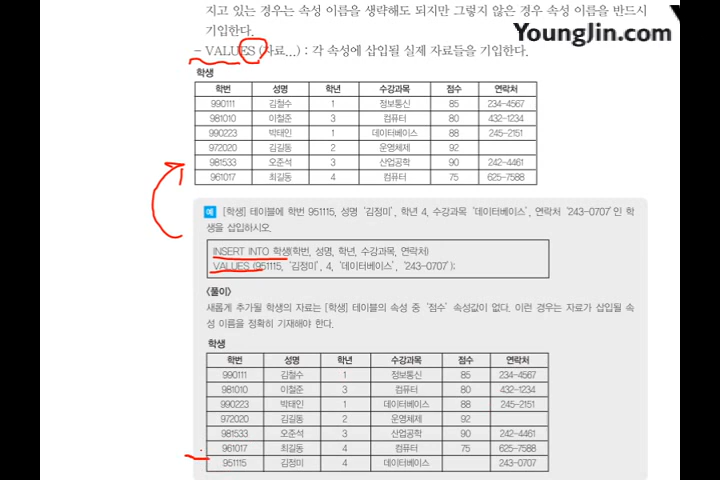 지고 있는 경우는 속성 이름을 생략해도 되지만 그렇지 않은 경우 속성 이름을 반드시
기입한다.
YoungJin.com
– VALUES (자료…) : 각 속성에 삽입될 실제 자료들을 기입한다.
학생
학번 성명 학년 수강과목 점수 연락처
990111 김철수 1 정보통신 85 234-4567
981010 이철준 3 컴퓨터 80 432-1234
990223 박태인 1 데이터베이스 88 245-2151
972020 김길동 2 운영체제 92
981533 오준석 3 산업공학 90 242-4461
961017 최길동 4 컴퓨터 75 625-7588
예 [학생] 테이블에 학번 951115, 성명 ‘김정미’, 학년 4, 수강과목 ‘데이터베이스’, 연락처 ‘243-0707’인 학
생을 삽입하시오.
INSERT INTO 학생(학번, 성명, 학년, 수강과목, 연락처)
VALUES (951115, ‘김정미’, 4, ‘데이터베이스’, ‘243-0707’);
〈풀이〉
새롭게 추가될 학생의 자료는 [학생] 테이블의 속성 중 ‘점수’ 속성값이 없다. 이런 경우는 자료가 삽입될 속
성 이름을 정확히 기재해야 한다.
학생
학번 성명 학년 수강과목 점수 연락처
990111 김철수 1 정보통신 85 234-4567
981010 이철준 3 컴퓨터 80 432-1234
990223 박태인 1 데이터베이스 88 245-2151
972020 김길동 2 운영체제 92
981533 오준석 3 산업공학 90 242-4461
961017 최길동 4 컴퓨터 75 625-7588
951115 김정미 4 데이터베이스 243-0707